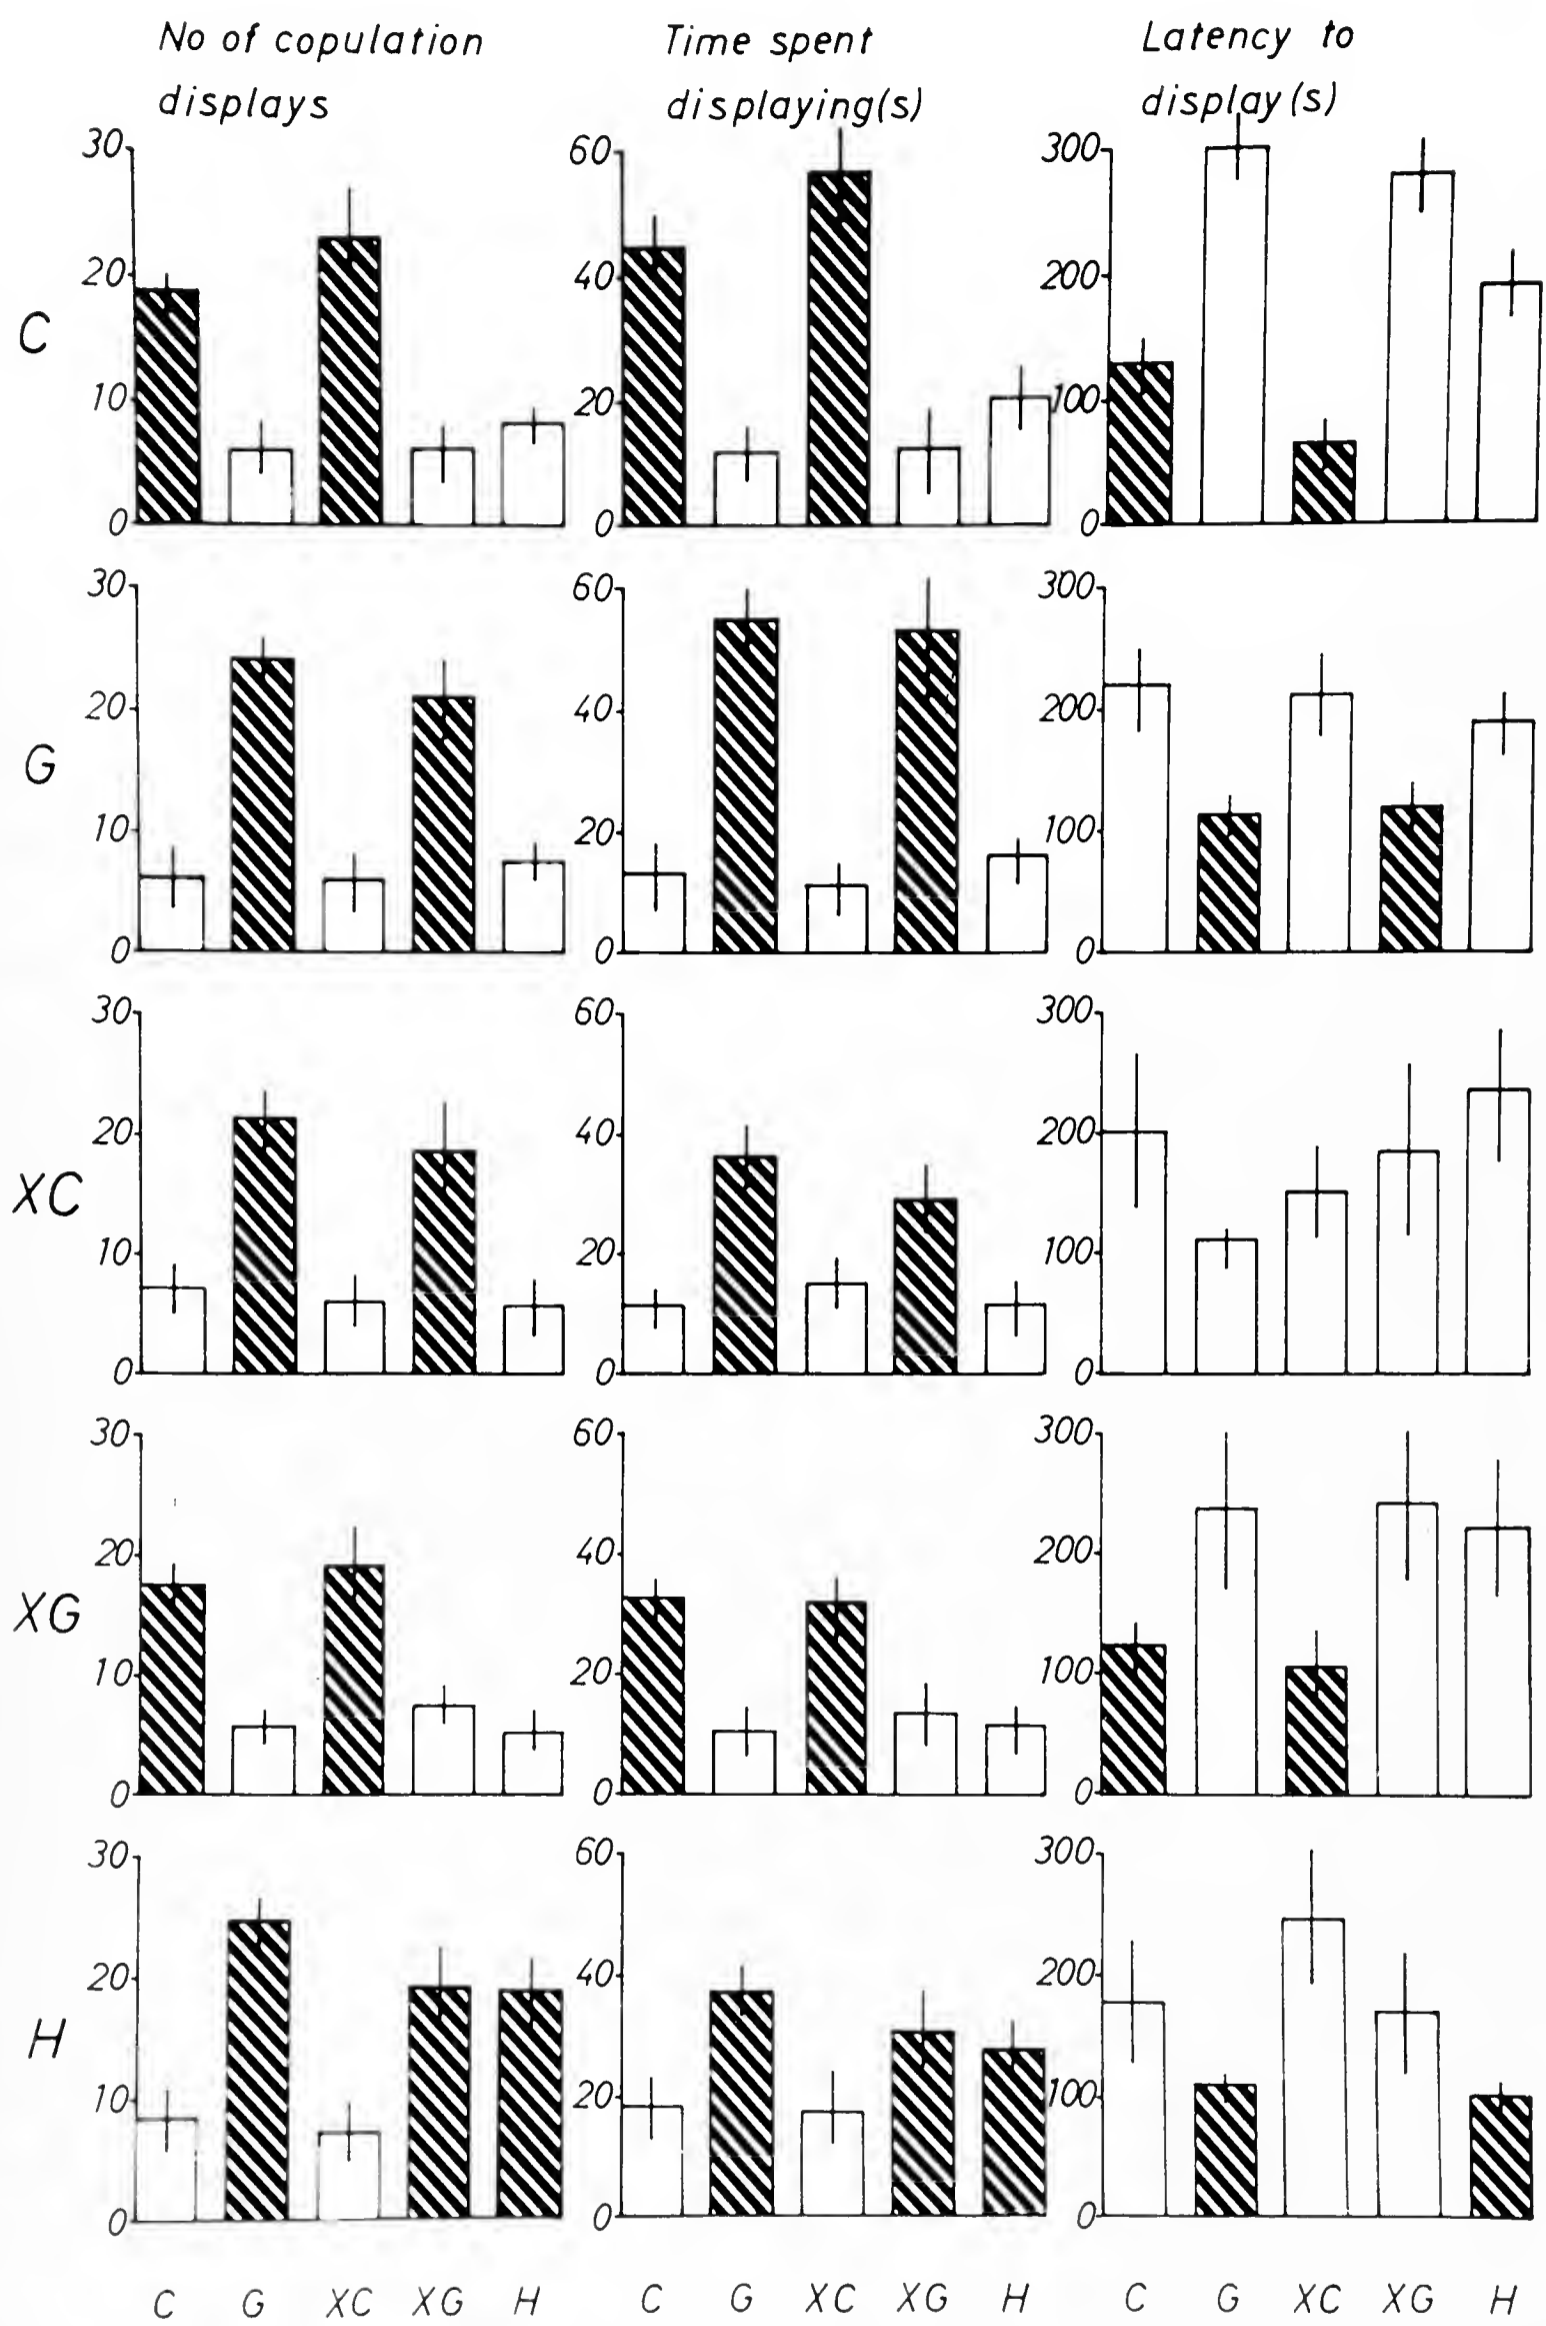 No of copulation displays
Time spent displaying(s)
Latency to display (s)
C
30 20 10 0
60 40 20 0
300 200 100 0
G
30 20 10 0
60 40 20 0
300 200 100 0
XC
30 20 10 0
60 40 20 0
300 200 100 0
XG
30 20 10 0
60 40 20 0
300 200 100 0
H
30 20 10 0
60 40 20 0
300 200 100 0
C G XC XG H
C G XC XG H
C G XC XG H